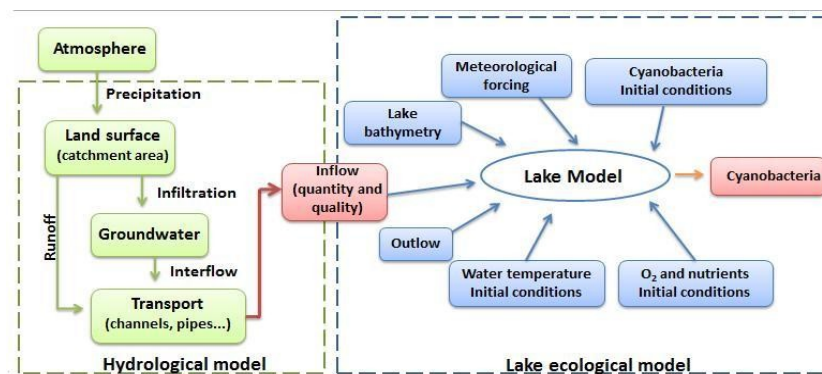 Atmosphere
Precipitation
Land surface
(catchment area)
Infiltration
Runoff
Groundwater
Interflow
Transport
(channels, pipes...)
Hydrological model
Inflow
(quantity and
quality)
Lake
bathymetry
Meteorological
forcing
Cyanobacteria
Initial conditions
Lake Model
Cyanobacteria
Outlow
Water temperature
Initial conditions
O₂ and nutrients
Initial conditions
Lake ecological model